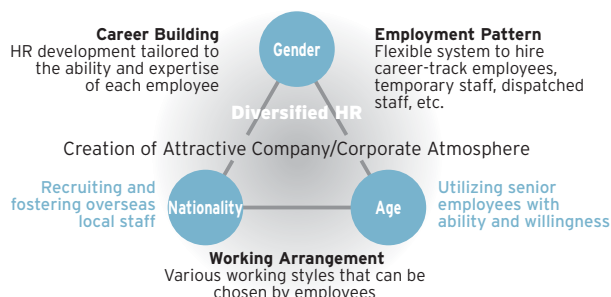 Career Building
HR development tailored to
the ability and expertise
of each employee
Gender
Employment Pattern
Flexible system to hire
career-track employees,
temporary staff, dispatched
staff, etc.
Diversified HR
Creation of Attractive Company/Corporate Atmosphere
Recruiting and
fostering overseas
local staff
Nationality
Age
Utilizing senior
employees with
ability and willingness
Working Arrangement
Various working styles that can be
chosen by employees